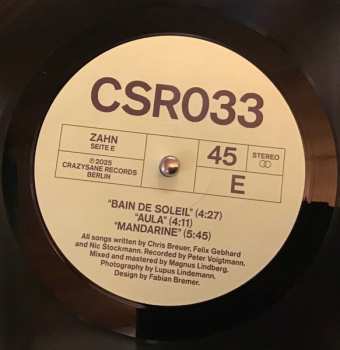 CSR033
ZAHN
SEITE E
℗2025
CRAZYSANE RECORDS
BERLIN
45
E
STEREO
"BAIN DE SOLEIL" (4:27)
"AULA" (4:11)
"MANDARINE" (5:45)
All songs written by Chris Breuer, Felix Gebhard
and Nic Stockmann. Recorded by Peter Voigtmann.
Mixed and mastered by Magnus Lindberg.
Photography by Lupus Lindemann.
Design by Fabian Bremer.